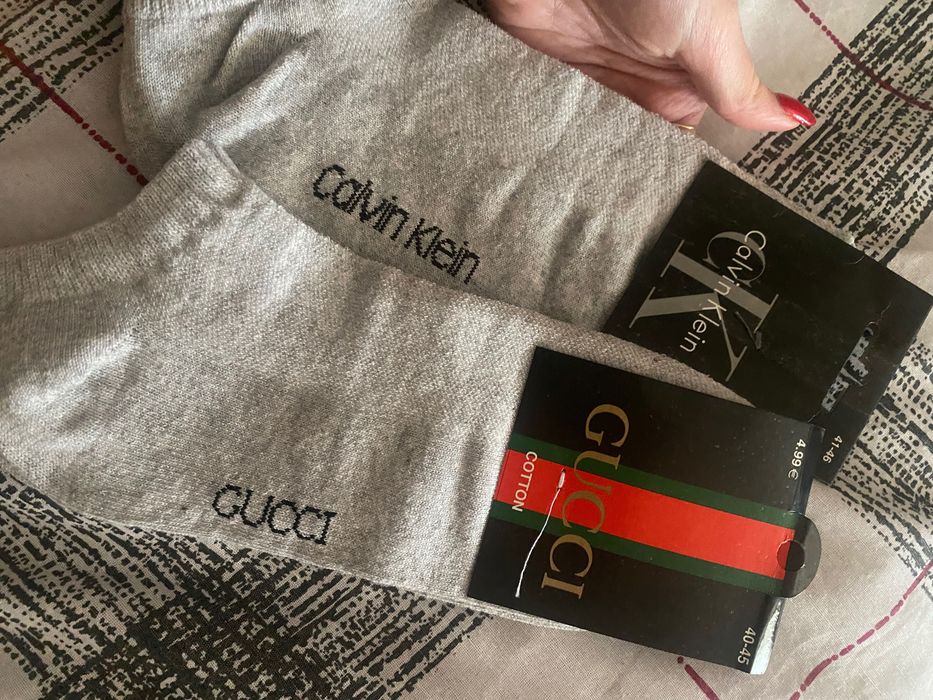 Calvin Klein
CK
Calvin Klein
41-46
GUCCI
GUCCI
COTTON
4.99€
40-45